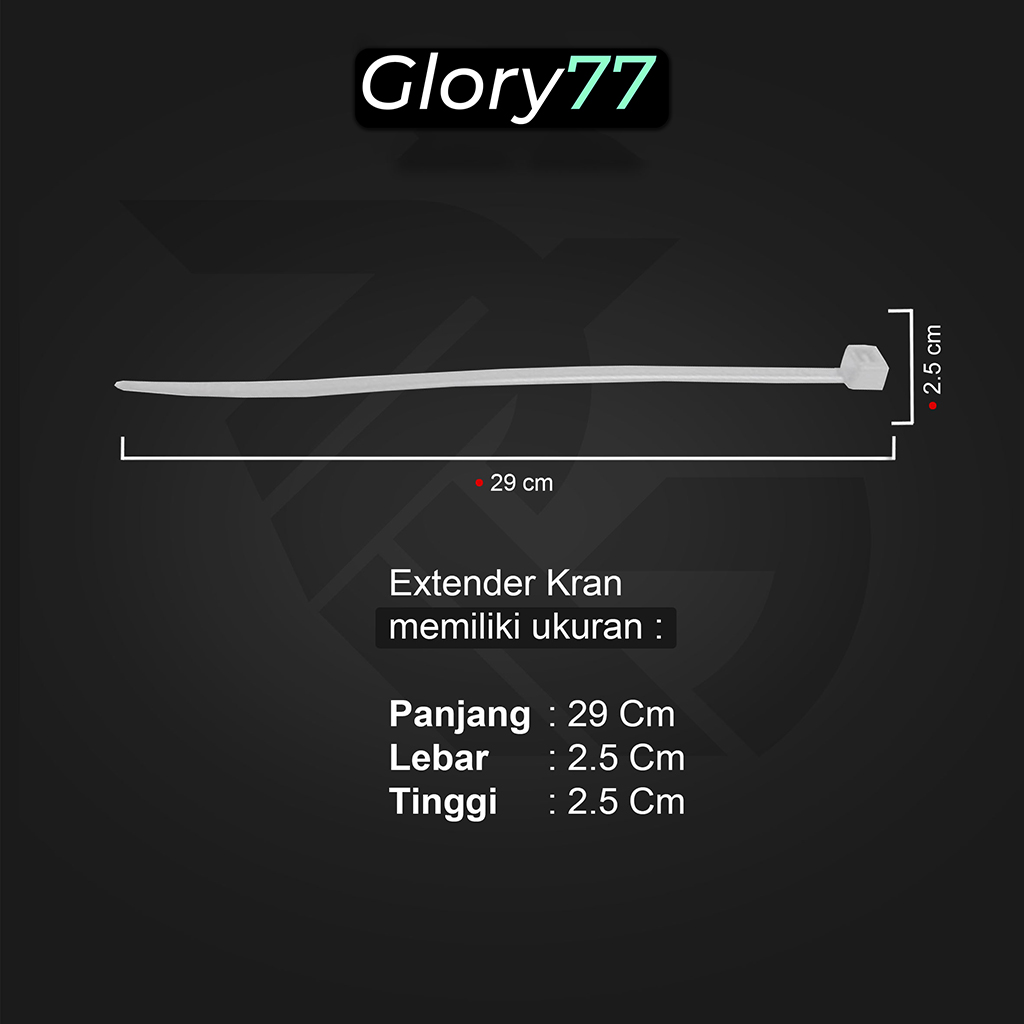 Glory77
• 2.5 cm
• 29 cm
Extender Kran
memiliki ukuran :
Panjang : 29 Cm
Lebar : 2.5 Cm
Tinggi : 2.5 Cm